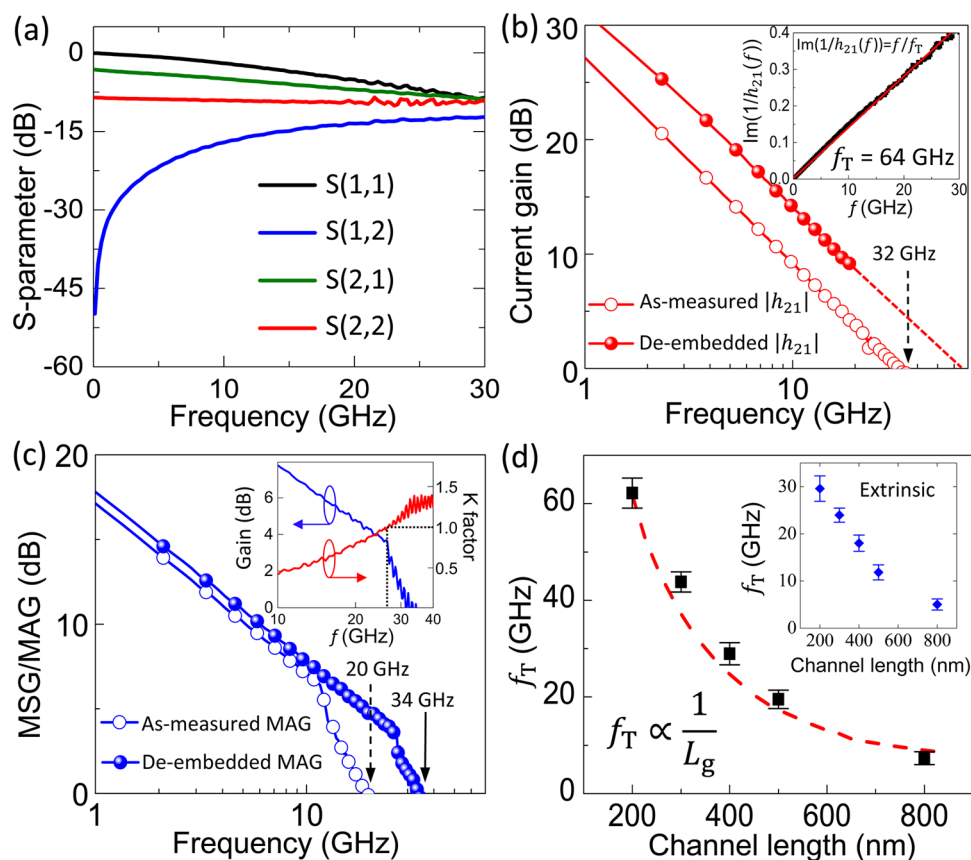 (a)
0
-15
-30
-45
-60
S-parameter (dB)
S(1,1)
S(1,2)
S(2,1)
S(2,2)
0
10
20
30
Frequency (GHz)
(b)
30
20
10
0
Current gain (dB)
As-measured |h21|
De-embedded |h21|
32 GHz
1
10
Frequency (GHz)
0.4
0.3
0.2
0.1
0.0
Im(1/h21(f))
Im(1/h21(f))=f/fT
fT = 64 GHz
0
10
20
30
f (GHz)
(c)
20
10
0
MSG/MAG (dB)
As-measured MAG
De-embedded MAG
20 GHz
34 GHz
1
10
Frequency (GHz)
6
4
2
0
Gain (dB)
1.5
1.0
0.5
K factor
10
20
30
40
f (GHz)
(d)
60
40
20
0
fT (GHz)
fT ∝ 1/Lg
200
400
600
800
Channel length (nm)
30
20
10
0
fT (GHz)
Extrinsic
200
400
600
800
Channel length (nm)